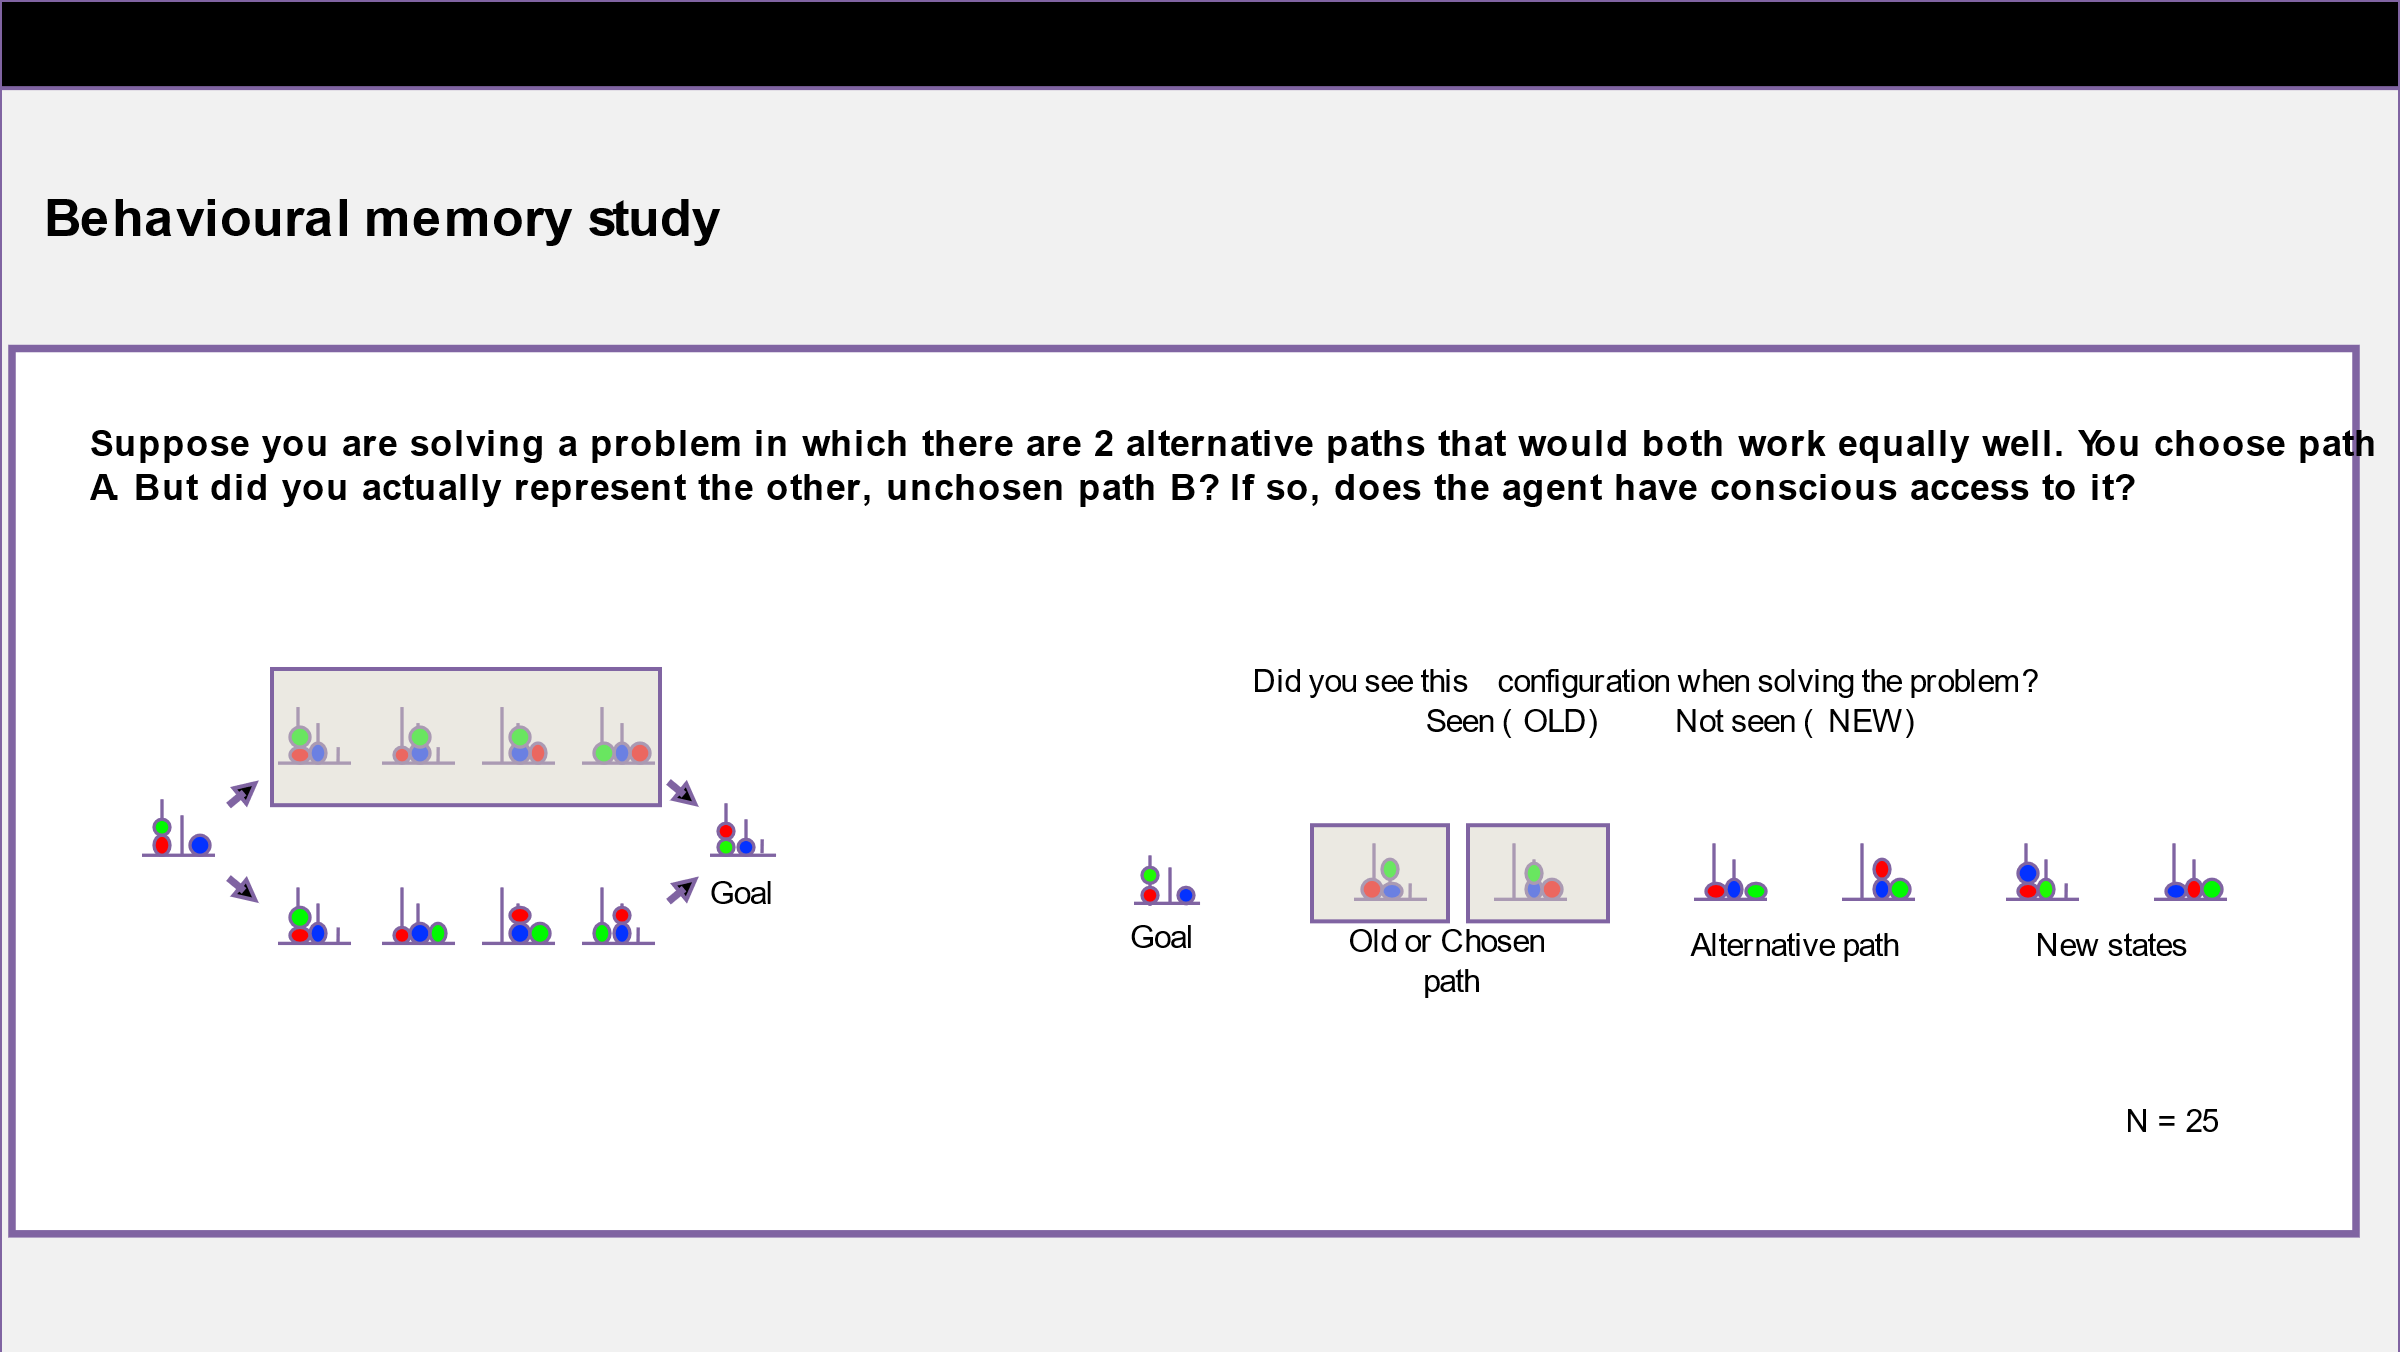 Behavioural memory study
Suppose you are solving a problem in which there are 2 alternative paths that would both work equally well. You choose path
A. But did you actually represent the other, unchosen path B? If so, does the agent have conscious access to it?
Did you see this configuration when solving the problem?
Seen ( OLD) Not seen ( NEW)
Goal
Goal
Old or Chosen
path
Alternative path
New states
N = 25